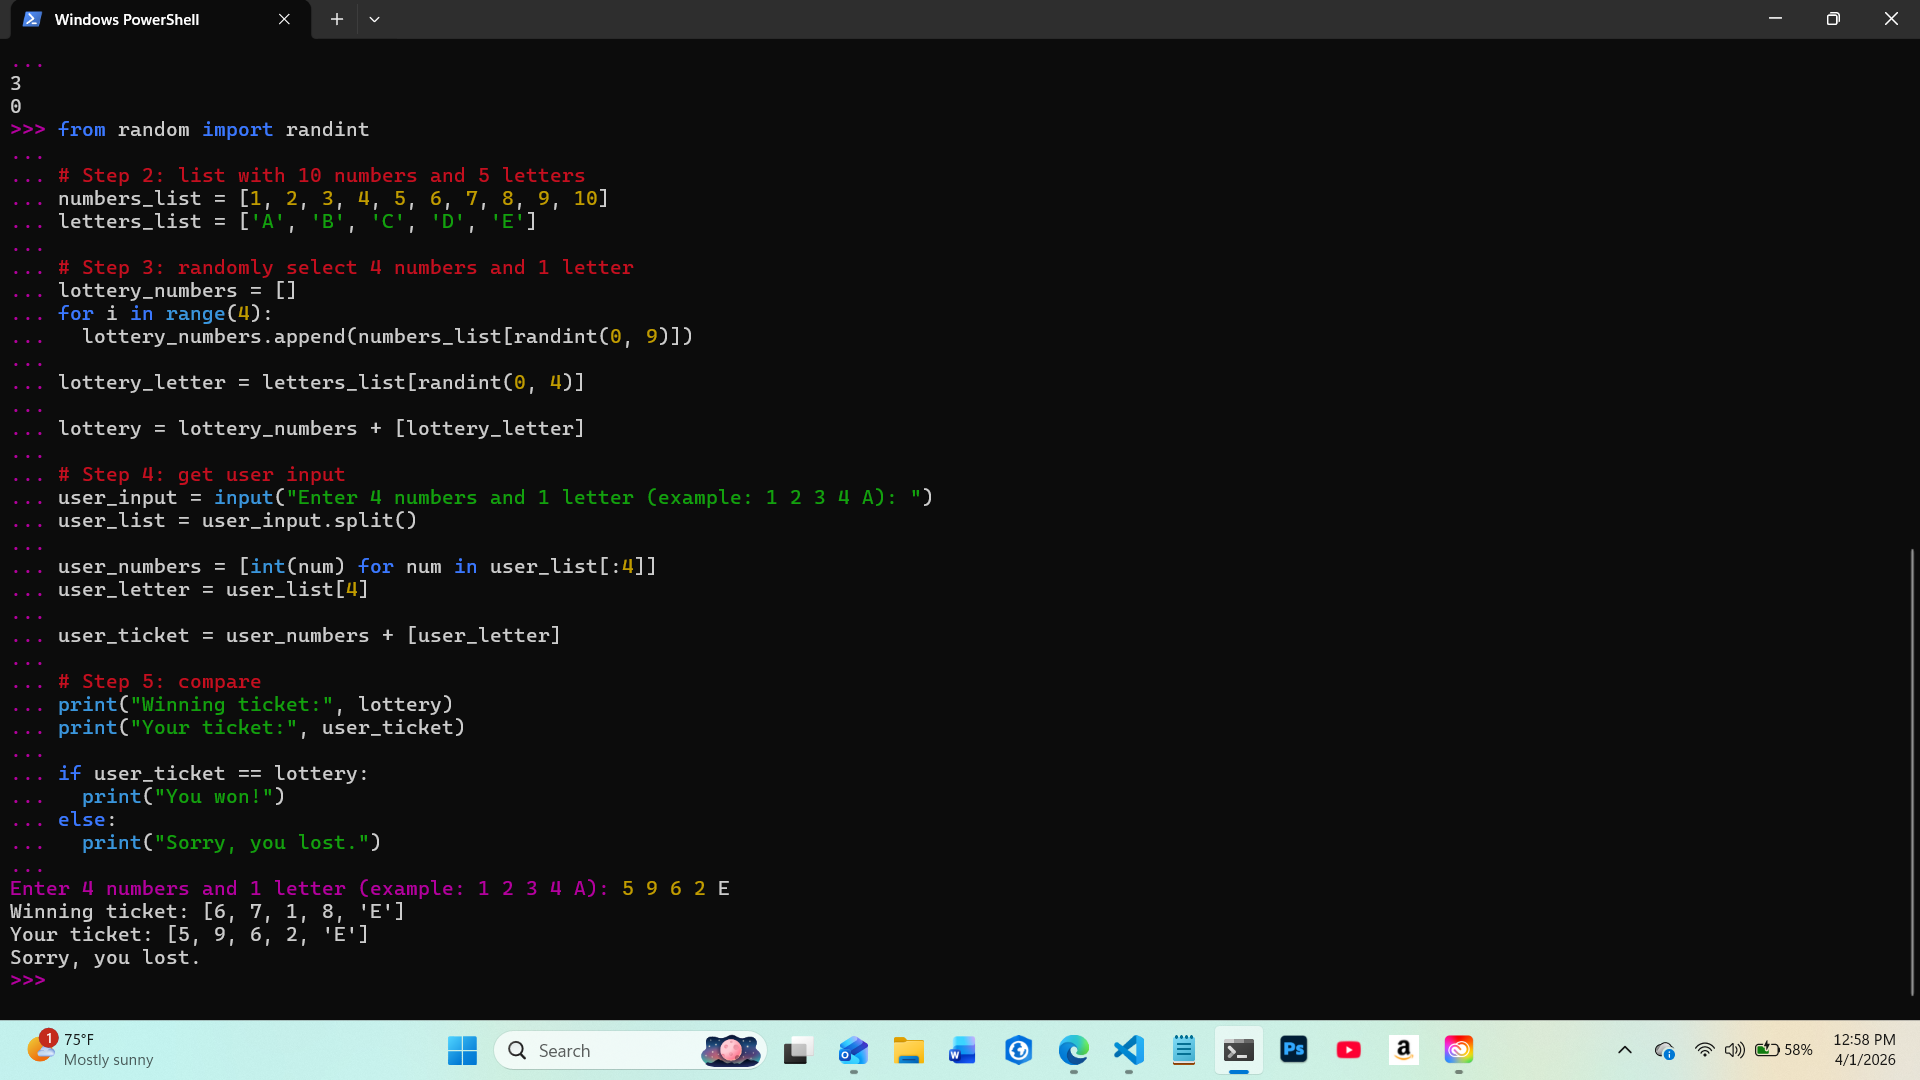 Windows PowerShell
...
3
0
>>> from random import randint
...
... # Step 2: list with 10 numbers and 5 letters
... numbers_list = [1, 2, 3, 4, 5, 6, 7, 8, 9, 10]
... letters_list = ['A', 'B', 'C', 'D', 'E']
...
... # Step 3: randomly select 4 numbers and 1 letter
... lottery_numbers = []
... for i in range(4):
...   lottery_numbers.append(numbers_list[randint(0, 9)])
...
... lottery_letter = letters_list[randint(0, 4)]
...
... lottery = lottery_numbers + [lottery_letter]
...
... # Step 4: get user input
... user_input = input("Enter 4 numbers and 1 letter (example: 1 2 3 4 A): ")
... user_list = user_input.split()
...
... user_numbers = [int(num) for num in user_list[:4]]
... user_letter = user_list[4]
...
... user_ticket = user_numbers + [user_letter]
...
... # Step 5: compare
... print("Winning ticket:", lottery)
... print("Your ticket:", user_ticket)
...
... if user_ticket == lottery:
...   print("You won!")
... else:
...   print("Sorry, you lost.")
...
Enter 4 numbers and 1 letter (example: 1 2 3 4 A): 5 9 6 2 E
Winning ticket: [6, 7, 1, 8, 'E']
Your ticket: [5, 9, 6, 2, 'E']
Sorry, you lost.
>>>
1
75°F
Mostly sunny
Search
O
W
Ps
a
58%
12:58 PM
4/1/2026